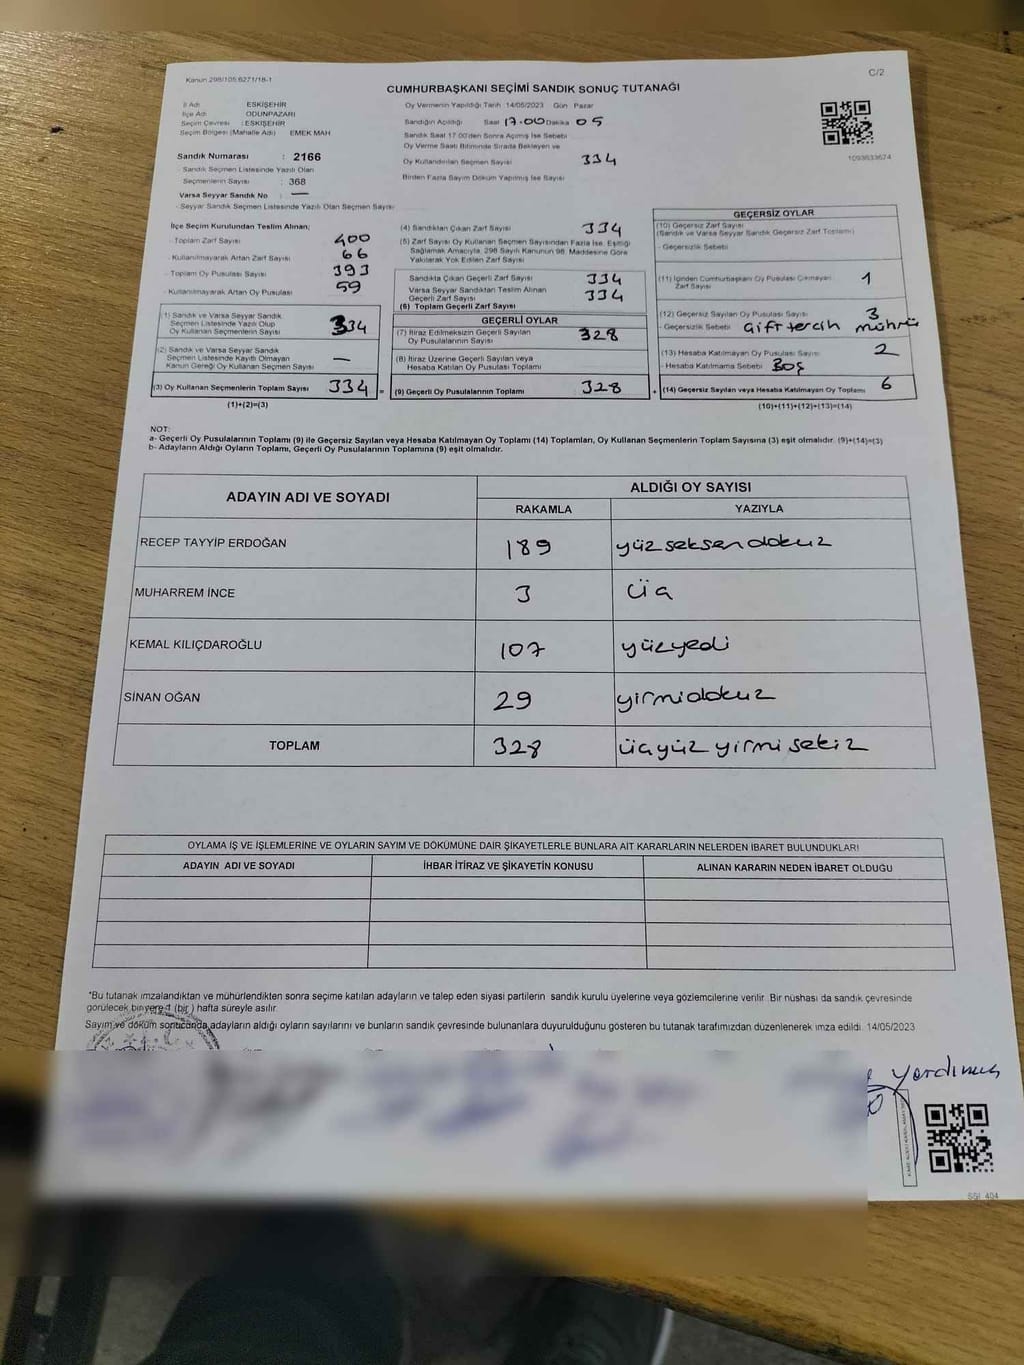 Kanun 298/105 6271/18-1
C/2
CUMHURBAŞKANI SEÇİMİ SANDIK SONUÇ TUTANAĞI
İl Adı ESKİŞEHİR
İlçe Adı ODUNPAZARI
Seçim Çevresi : ESKİŞEHİR
Seçim Bölgesi (Mahalle Adı) EMEK MAH
Sandık Numarası : 2166
- Sandık Seçmen Listesinde Yazılı Olan
Seçmenlerin Sayısı : 368
Varsa Seyyar Sandık No : —
- Seyyar Sandık Seçmen Listesinde Yazılı Olan Seçmen Sayısı
Oy Vermenin Yapıldığı Tarih 14/05/2023 Gün Pazar
Sandığın Açıldığı Saat 17.00 Dakika 05
Sandık Saat 17 00'den Sonra Açılmış İse Sebebi
Oy Verme Saati Bitiminde Sırada Bekleyen ve
Oy Kullandırılan Seçmen Sayısı 334
Birden Fazla Sayım Döküm Yapılmış İse Sayısı
1093633674
İlçe Seçim Kurulundan Teslim Alınan;
- Toplam Zarf Sayısı 400
- Kullanılmayarak Artan Zarf Sayısı 66
- Toplam Oy Pusulası Sayısı 393
- Kullanılmayarak Artan Oy Pusulası 59
(1) Sandık ve Varsa Seyyar Sandık
Seçmen Listesinde Yazılı Olup
Oy Kullanan Seçmenlerin Sayısı 334
(2) Sandık ve Varsa Seyyar Sandık
Seçmen Listesinde Kayıtlı Olmayan
Kanun Gereği Oy Kullanan Seçmen Sayısı —
(3) Oy Kullanan Seçmenlerin Toplam Sayısı 334 =
(1)+(2)=(3)
(4) Sandıktan Çıkan Zarf Sayısı 334
(5) Zarf Sayısı Oy Kullanan Seçmen Sayısından Fazla İse, Eşitliği
Sağlamak Amacıyla, 298 Sayılı Kanunun 98. Maddesine Göre
Yakılarak Yok Edilen Zarf Sayısı
Sandıkta Çıkan Geçerli Zarf Sayısı 334
Varsa Seyyar Sandıktan Teslim Alınan
Geçerli Zarf Sayısı 334
(6) Toplam Geçerli Zarf Sayısı
GEÇERLİ OYLAR
(7) İtiraz Edilmeksizin Geçerli Sayılan
Oy Pusulalarının Sayısı 328
(8) İtiraz Üzerine Geçerli Sayılan veya
Hesaba Katılan Oy Pusulası Toplamı
(9) Geçerli Oy Pusulalarının Toplamı 328 +
GEÇERSİZ OYLAR
(10) Geçersiz Zarf Sayısı
(Sandık ve Varsa Seyyar Sandık Geçersiz Zarf Toplamı)
- Geçersizlik Sebebi
(11) İçinden Cumhurbaşkanı Oy Pusulası Çıkmayan
Zarf Sayısı 1
(12) Geçersiz Sayılan Oy Pusulası Sayısı 3
- Geçersizlik Sebebi Çift tercih mührü
(13) Hesaba Katılmayan Oy Pusulası Sayısı 2
- Hesaba Katılmama Sebebi Boş
(14) Geçersiz Sayılan veya Hesaba Katılmayan Oy Toplamı 6
(10)+(11)+(12)+(13)=(14)
NOT:
a- Geçerli Oy Pusulalarının Toplamı (9) ile Geçersiz Sayılan veya Hesaba Katılmayan Oy Toplamı (14) Toplamları, Oy Kullanan Seçmenlerin Toplam Sayısına (3) eşit olmalıdır. (9)+(14)=(3)
b- Adayların Aldığı Oyların Toplamı, Geçerli Oy Pusulalarının Toplamına (9) eşit olmalıdır.
ADAYIN ADI VE SOYADI
ALDIĞI OY SAYISI
RAKAMLA YAZIYLA
RECEP TAYYİP ERDOĞAN 189 yüz seksen dokuz
MUHARREM İNCE 3 üç
KEMAL KILIÇDAROĞLU 107 yüzyedi
SİNAN OĞAN 29 yirmidokuz
TOPLAM 328 üçyüz yirmi sekiz
OYLAMA İŞ VE İŞLEMLERİNE VE OYLARIN SAYIM VE DÖKÜMÜNE DAİR ŞİKAYETLERLE BUNLARA AİT KARARLARIN NELERDEN İBARET BULUNDUKLARI
ADAYIN ADI VE SOYADI İHBAR İTİRAZ VE ŞİKAYETİN KONUSU ALINAN KARARIN NEDEN İBARET OLDUĞU
*Bu tutanak imzalandıktan ve mühürlendikten sonra seçime katılan adayların ve talep eden siyasi partilerin sandık kurulu üyelerine veya gözlemcilerine verilir. Bir nüshası da sandık çevresinde
görülecek bir yere 1 (bir) hafta süreyle asılır.
Sayım ve döküm sonucunda adayların aldığı oyların sayılarını ve bunların sandık çevresinde bulunanlara duyurulduğunu gösteren bu tutanak tarafımızdan düzenlenerek imza edildi. 14/05/2023